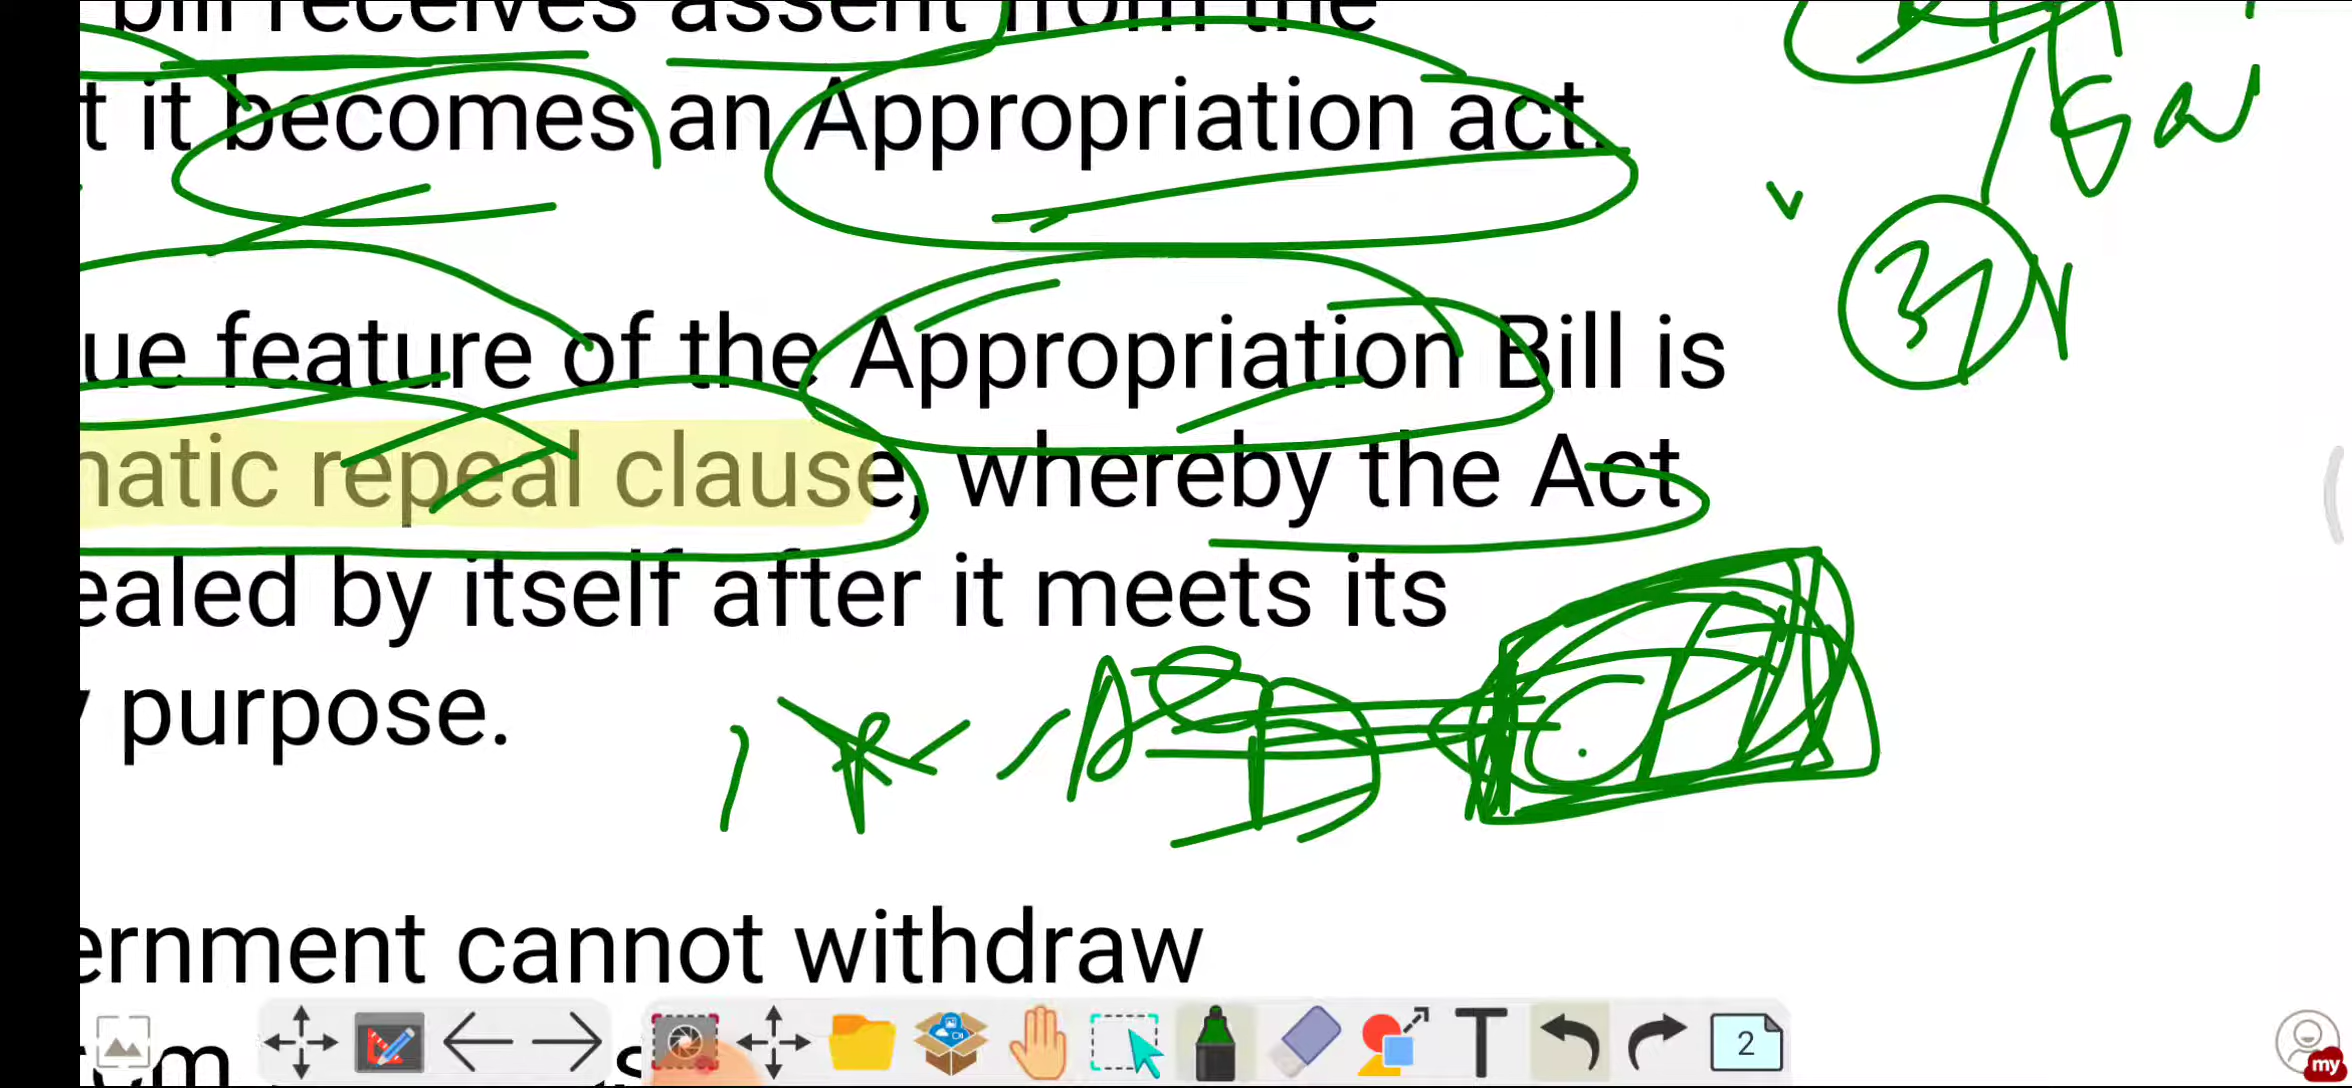 bill receives assent from the
t it becomes an Appropriation act.
ue feature of the Appropriation Bill is
matic repeal clause, whereby the Act
ealed by itself after it meets its
y purpose.
ernment cannot withdraw
T
2
my